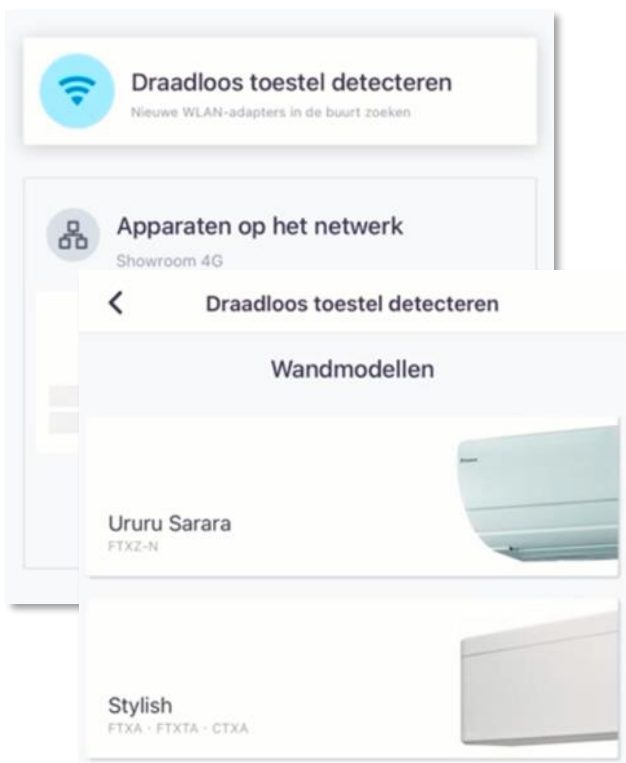 Draadloos toestel detecteren
Nieuwe WLAN-adapters in de buurt zoeken
Apparaten op het netwerk
Showroom 4G
Draadloos toestel detecteren
Wandmodellen
Ururu Sarara
FTXZ-N
Stylish
FTXA · FTXTA · CTXA